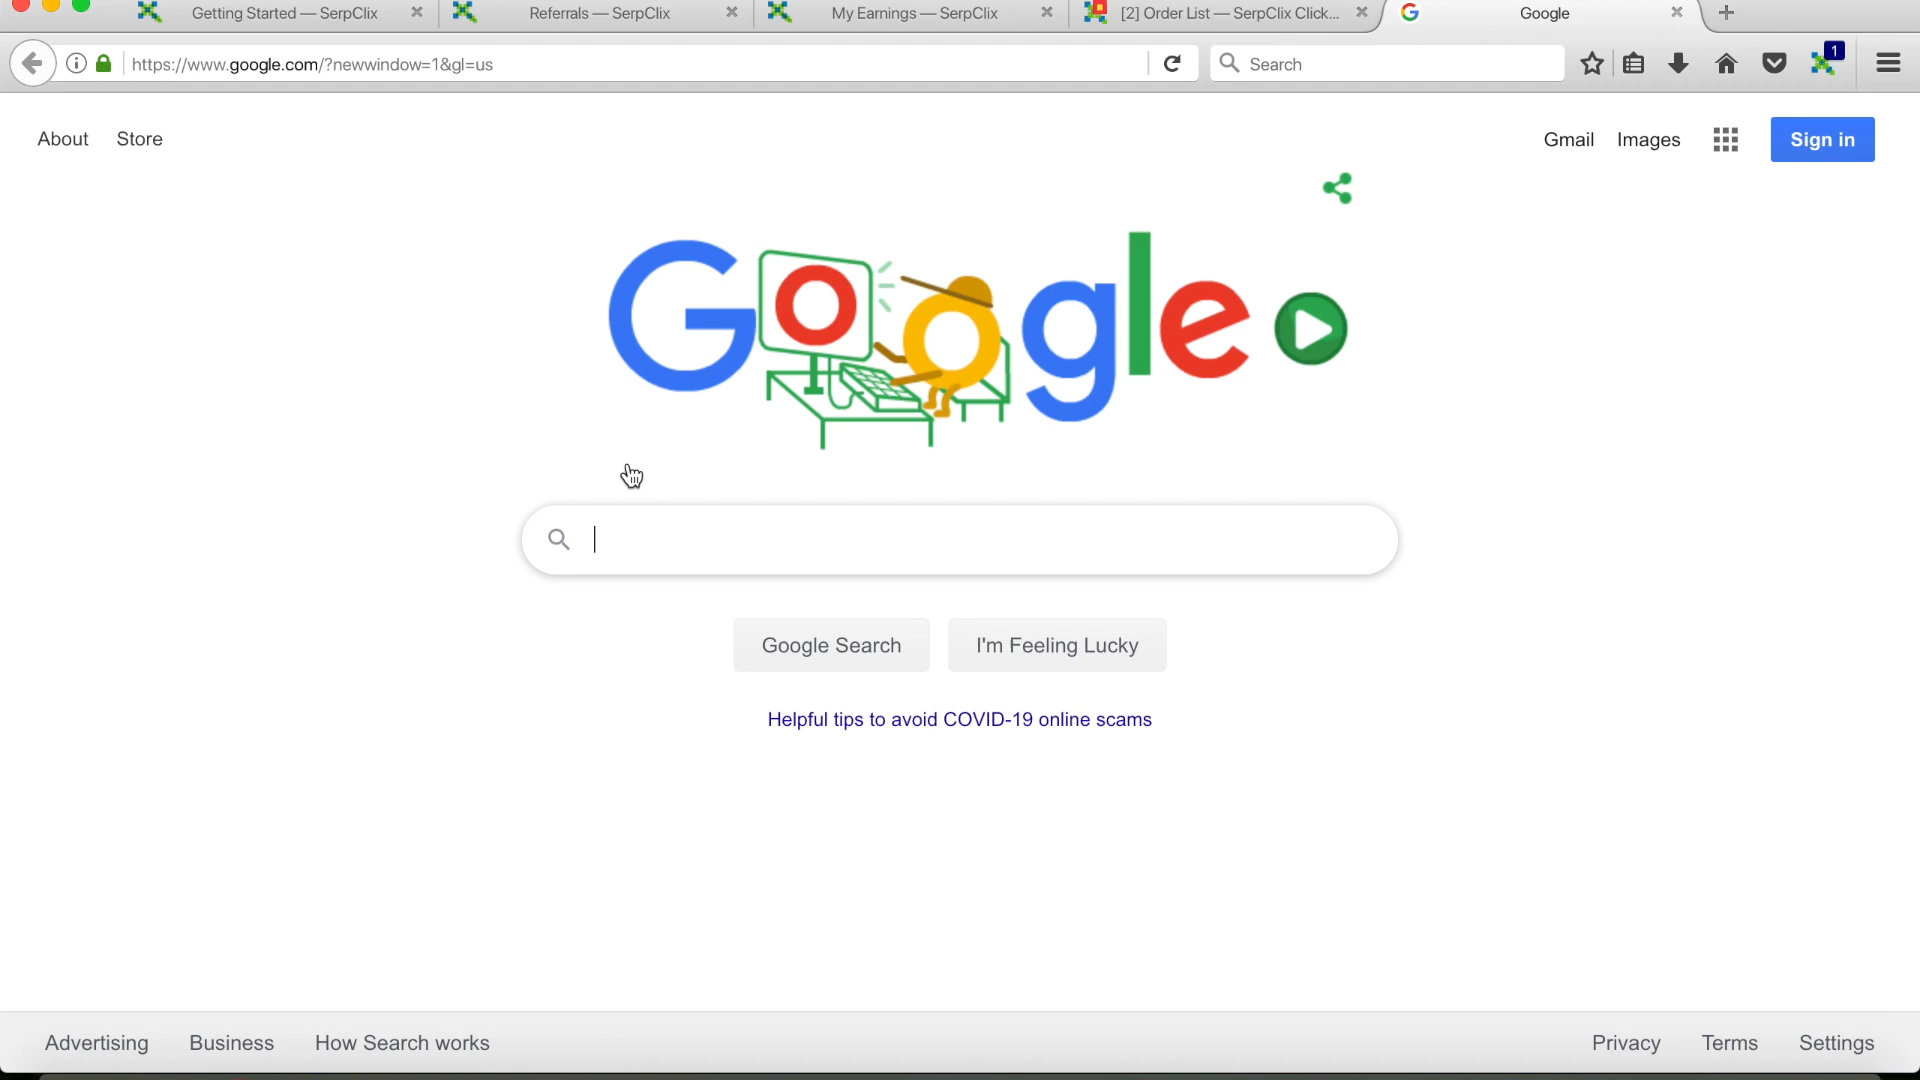 Getting Started — SerpClix
Referrals — SerpClix
My Earnings — SerpClix
[2] Order List — SerpClix Click...
Google
https://www.google.com/?newwindow=1&gl=us
Search
1
About Store
Gmail Images Sign in
Google
Google Search I'm Feeling Lucky
Helpful tips to avoid COVID-19 online scams
Advertising Business How Search works
Privacy Terms Settings